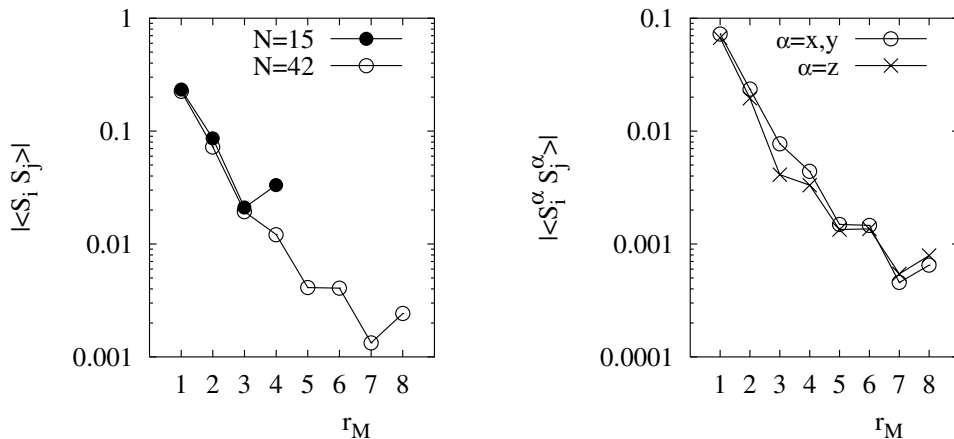 1
0.1
0.01
0.001
|<S_i S_j>|
N=15
N=42
1 2 3 4 5 6 7 8
r_M
0.1
0.01
0.001
0.0001
|<S_i^α S_j^α>|
α=x,y
α=z
1 2 3 4 5 6 7 8
r_M